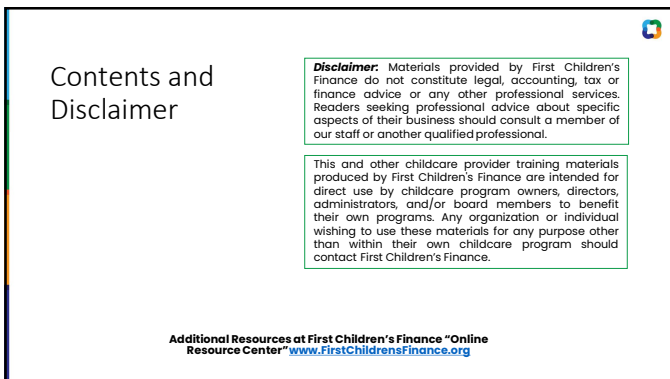 Contents and
Disclaimer
Disclaimer: Materials provided by First Children’s
Finance do not constitute legal, accounting, tax or
finance advice or any other professional services.
Readers seeking professional advice about specific
aspects of their business should consult a member of
our staff or another qualified professional.
This and other childcare provider training materials
produced by First Children's Finance are intended for
direct use by childcare program owners, directors,
administrators, and/or board members to benefit
their own programs. Any organization or individual
wishing to use these materials for any purpose other
than within their own childcare program should
contact First Children’s Finance.
Additional Resources at First Children’s Finance “Online
Resource Center” www.FirstChildrensFinance.org